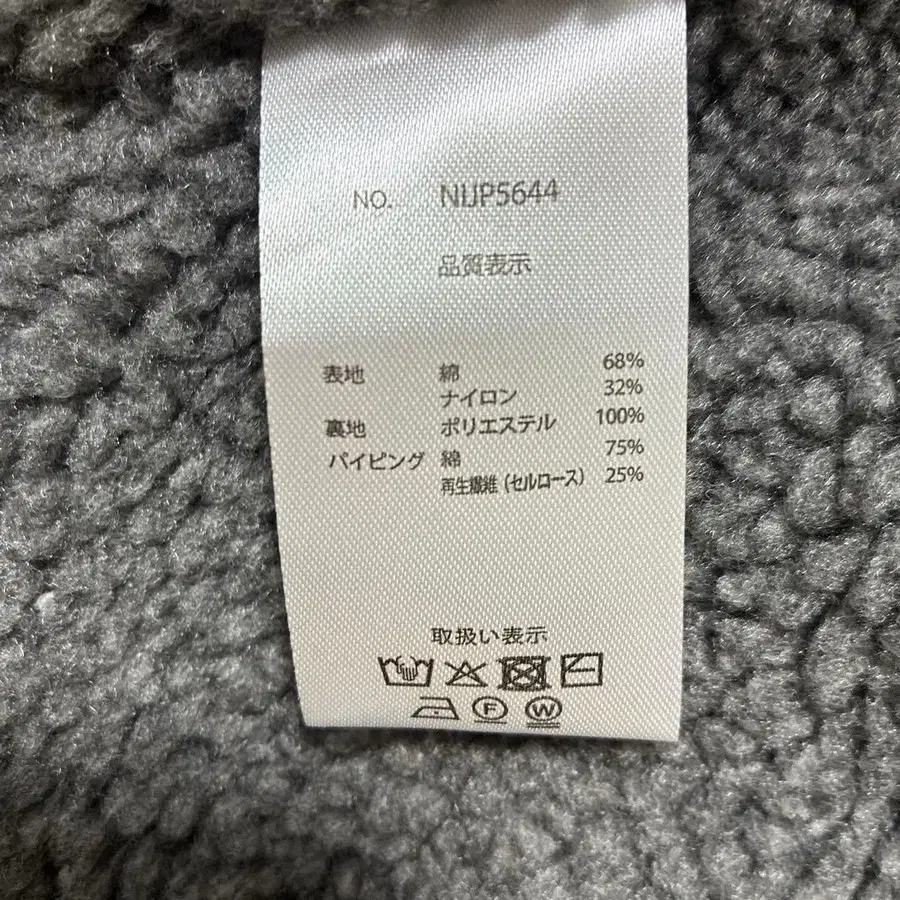 NO. NIJP5644
品質表示
表地 綿 68%
ナイロン 32%
裏地 ポリエステル 100%
パイピング 綿 75%
再生繊維(セルロース) 25%
取扱い表示
F W